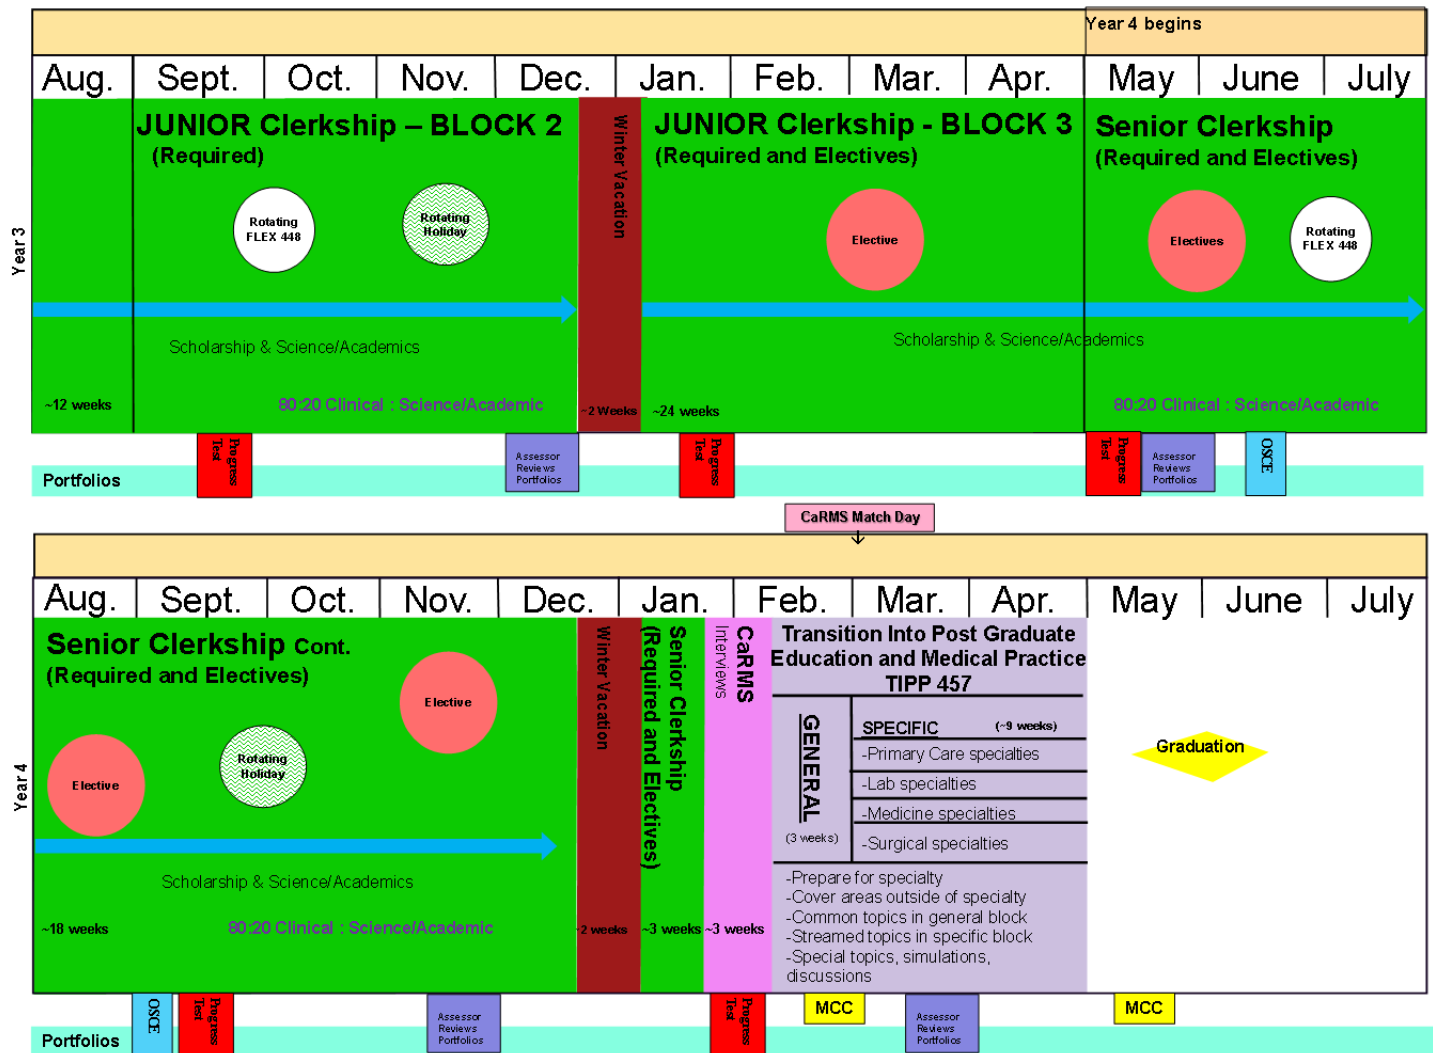 Year 4 begins
Aug. Sept. Oct. Nov. Dec. Jan. Feb. Mar. Apr. May June July
Year 3
JUNIOR Clerkship – BLOCK 2
(Required)
Rotating
FLEX 448
Rotating
Holiday
Scholarship & Science/Academics
~12 weeks
80:20 Clinical : Science/Academic
Winter Vacation
~2 Weeks
JUNIOR Clerkship - BLOCK 3
(Required and Electives)
Elective
Scholarship & Science/Academics
~24 weeks
Senior Clerkship
(Required and Electives)
Electives
Rotating
FLEX 448
80:20 Clinical : Science/Academic
Portfolios
Progress
Test
Assessor
Reviews
Portfolios
Progress
Test
Progress
Test
Assessor
Reviews
Portfolios
OSCE
CaRMS Match Day
Aug. Sept. Oct. Nov. Dec. Jan. Feb. Mar. Apr. May June July
Year 4
Senior Clerkship Cont.
(Required and Electives)
Elective
Rotating
Holiday
Elective
Scholarship & Science/Academics
~18 weeks
80:20 Clinical : Science/Academic
Winter Vacation
~2 weeks
Senior Clerkship
(Required and Electives)
~3 weeks
CaRMS
Interviews
~3 weeks
Transition Into Post Graduate
Education and Medical Practice
TIPP 457
GENERAL
(3 weeks)
SPECIFIC (~9 weeks)
-Primary Care specialties
-Lab specialties
-Medicine specialties
-Surgical specialties
-Prepare for specialty
-Cover areas outside of specialty
-Common topics in general block
-Streamed topics in specific block
-Special topics, simulations,
discussions
Graduation
Portfolios
OSCE
Progress
Test
Assessor
Reviews
Portfolios
Progress
Test
MCC
Assessor
Reviews
Portfolios
MCC